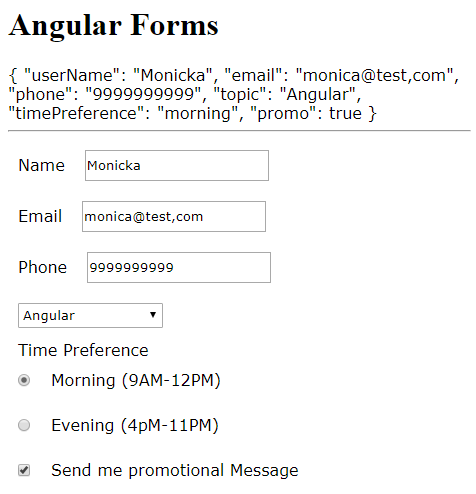 Angular Forms
{ "userName": "Monicka", "email": "monica@test,com",
"phone": "9999999999", "topic": "Angular",
"timePreference": "morning", "promo": true }
Name Monicka
Email monica@test,com
Phone 9999999999
Angular
Time Preference
Morning (9AM-12PM)
Evening (4pM-11PM)
Send me promotional Message